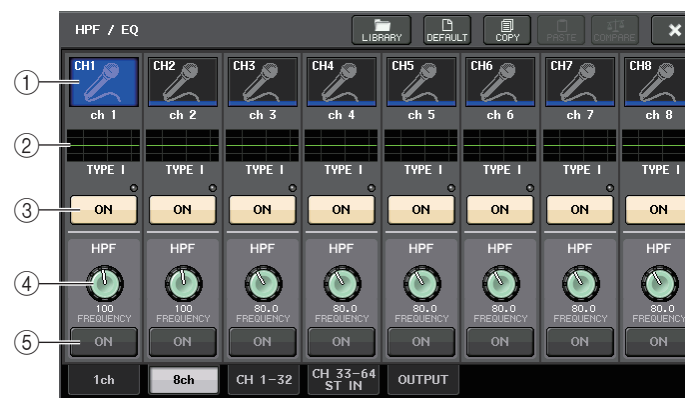 HPF / EQ
LIBRARY DEFAULT COPY PASTE COMPARE ×
CH1 CH2 CH3 CH4 CH5 CH6 CH7 CH8
① 
ch 1 ch 2 ch 3 ch 4 ch 5 ch 6 ch 7 ch 8
②
TYPE I TYPE I TYPE I TYPE I TYPE I TYPE I TYPE I TYPE I
③ ON ON ON ON ON ON ON ON
HPF HPF HPF HPF HPF HPF HPF HPF
④
100 100 80.0 80.0 80.0 80.0 80.0 80.0
FREQUENCY FREQUENCY FREQUENCY FREQUENCY FREQUENCY FREQUENCY FREQUENCY FREQUENCY
⑤ ON ON ON ON ON ON ON ON
1ch 8ch CH 1-32 CH 33-64 OUTPUT
ST IN